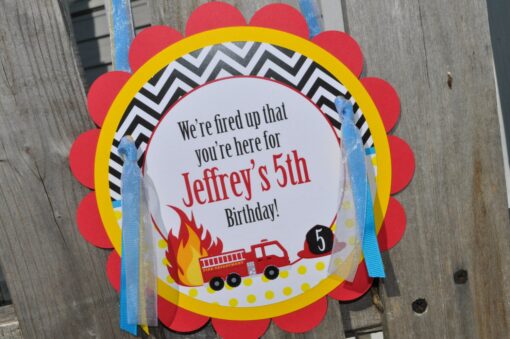 We're fired up that
you're here for
Jeffrey's 5th
Birthday!
5